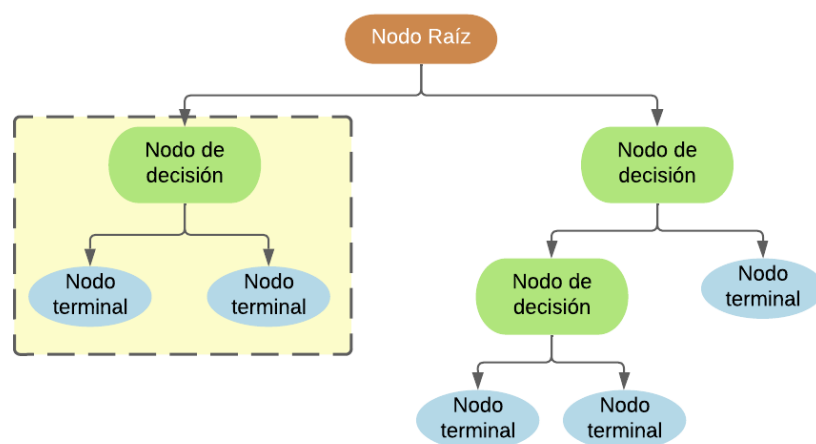 Nodo Raíz
Nodo de
decisión
Nodo de
decisión
Nodo
terminal
Nodo
terminal
Nodo de
decisión
Nodo
terminal
Nodo
terminal
Nodo
terminal